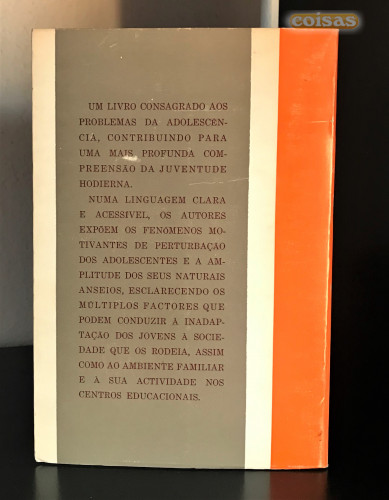 coisas
UM LIVRO CONSAGRADO AOS
PROBLEMAS DA ADOLESCÊN-
CIA, CONTRIBUINDO PARA
UMA MAIS PROFUNDA COM-
PREENSÃO DA JUVENTUDE
HODIERNA.
NUMA LINGUAGEM CLARA
E ACESSÍVEL, OS AUTORES
EXPÕEM OS FENÓMENOS MO-
TIVANTES DE PERTURBAÇÃO
DOS ADOLESCENTES E A AM-
PLITUDE DOS SEUS NATURAIS
ANSEIOS, ESCLARECENDO OS
MÚLTIPLOS FACTORES QUE
PODEM CONDUZIR À INADAP-
TAÇÃO DOS JOVENS À SOCIE-
DADE QUE OS RODEIA, ASSIM
COMO AO AMBIENTE FAMILIAR
E À SUA ACTIVIDADE NOS
CENTROS EDUCACIONAIS.